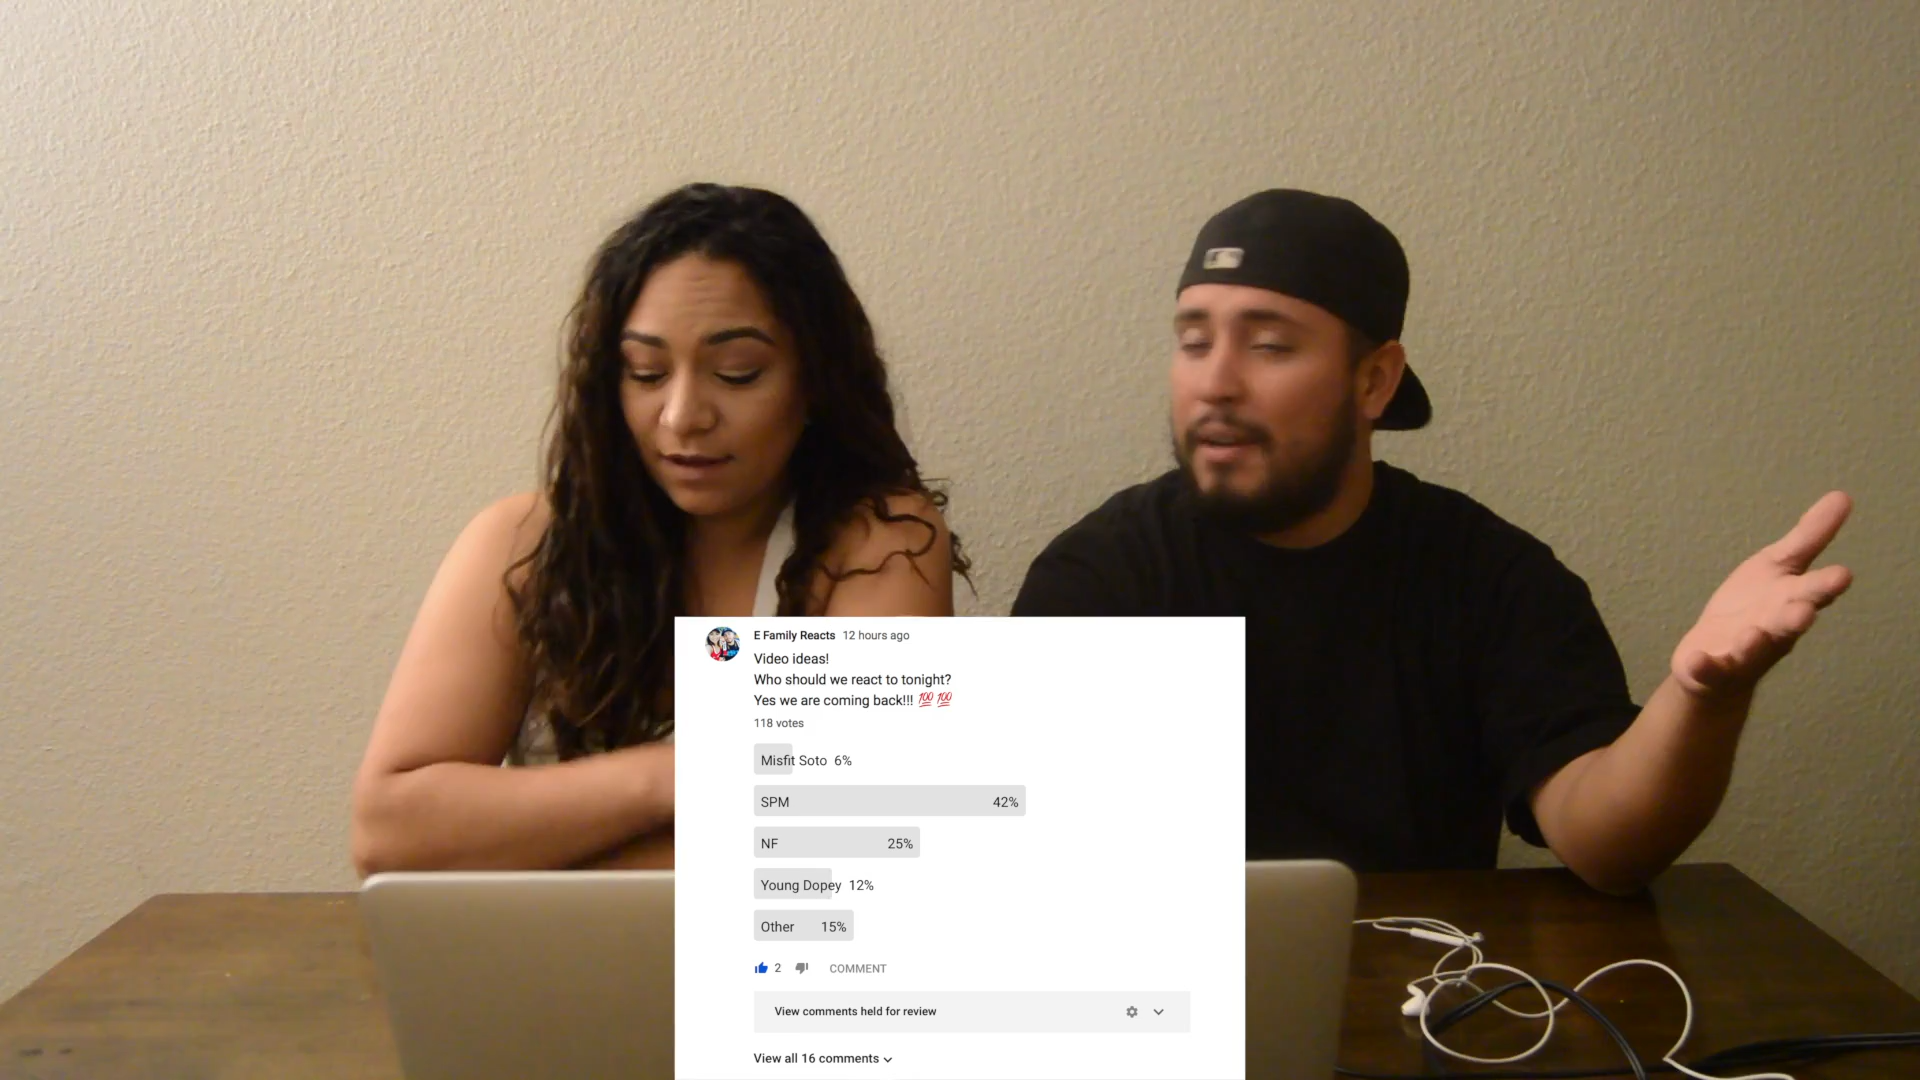 E Family Reacts 12 hours ago
Video ideas!
Who should we react to tonight?
Yes we are coming back!!! 💯 💯
118 votes
Misfit Soto 6%
SPM 42%
NF 25%
Young Dopey 12%
Other 15%
2 COMMENT
View comments held for review
View all 16 comments